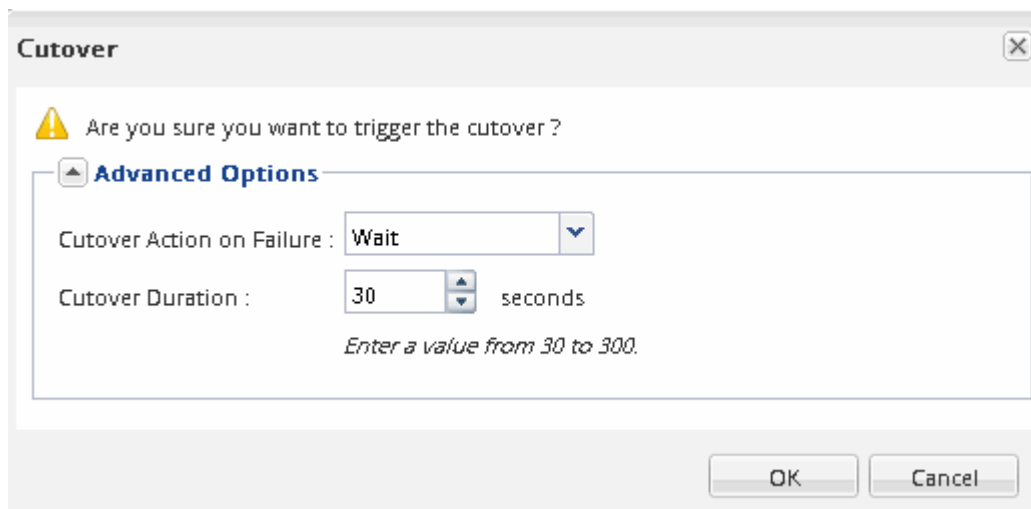 Cutover
Are you sure you want to trigger the cutover ?
Advanced Options
Cutover Action on Failure : Wait
Cutover Duration : 30 seconds
Enter a value from 30 to 300.
OK Cancel